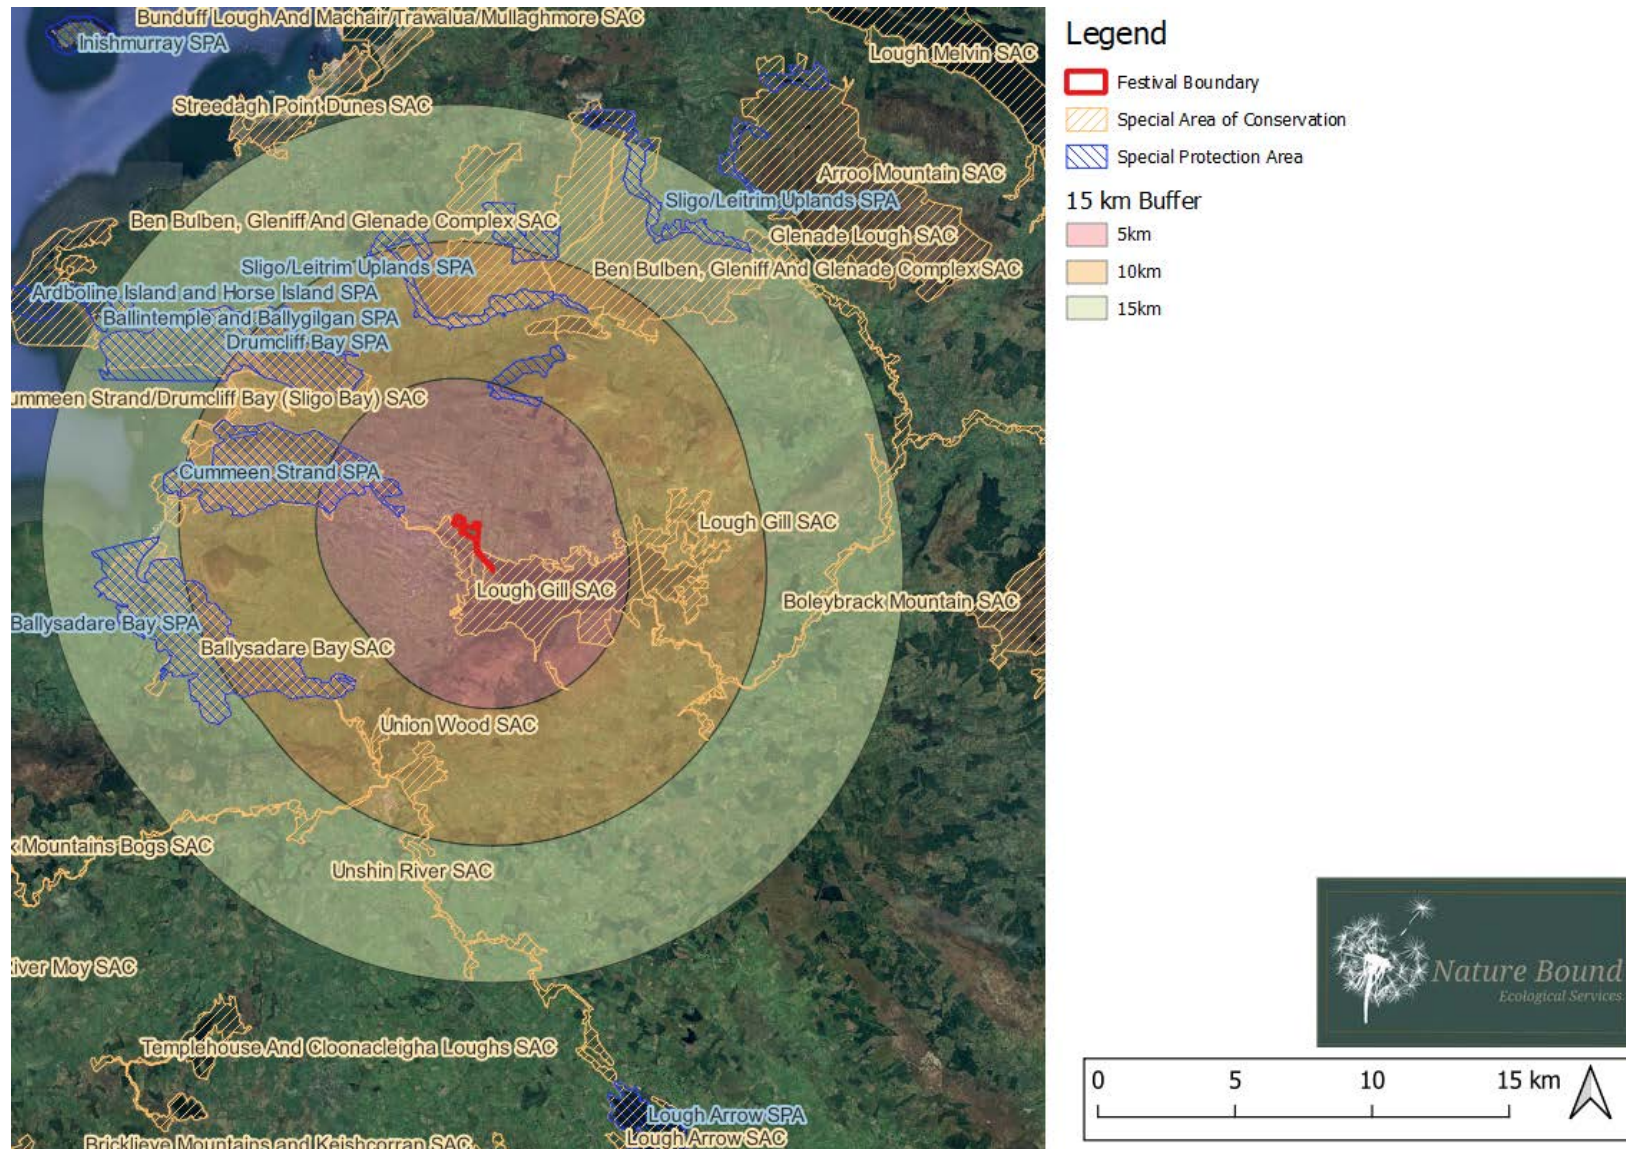 Bunduff Lough And Machair/Trawalua/Mullaghmore SAC
Inishmurray SPA
Lough Melvin SAC
Streedagh Point Dunes SAC
Arroo Mountain SAC
Sligo/Leitrim Uplands SPA
Ben Bulben, Gleniff And Glenade Complex SAC
Glenade Lough SAC
Sligo/Leitrim Uplands SPA
Ben Bulben, Gleniff And Glenade Complex SAC
Ardboline Island and Horse Island SPA
Ballintemple and Ballygilgan SPA
Drumcliff Bay SPA
ummeen Strand/Drumcliff Bay (Sligo Bay) SAC
Cummeen Strand SPA
Lough Gill SAC
Lough Gill SAC
Boleybrack Mountain SAC
Ballysadare Bay SPA
Ballysadare Bay SAC
Union Wood SAC
x Mountains Bogs SAC
Unshin River SAC
River Moy SAC
Templehouse And Cloonacleigha Loughs SAC
Lough Arrow SPA
Lough Arrow SAC
Bricklieve Mountains and Keishcorran SAC
Legend
Festival Boundary
Special Area of Conservation
Special Protection Area
15 km Buffer
5km
10km
15km
Nature Bound
Ecological Services
0 5 10 15 km